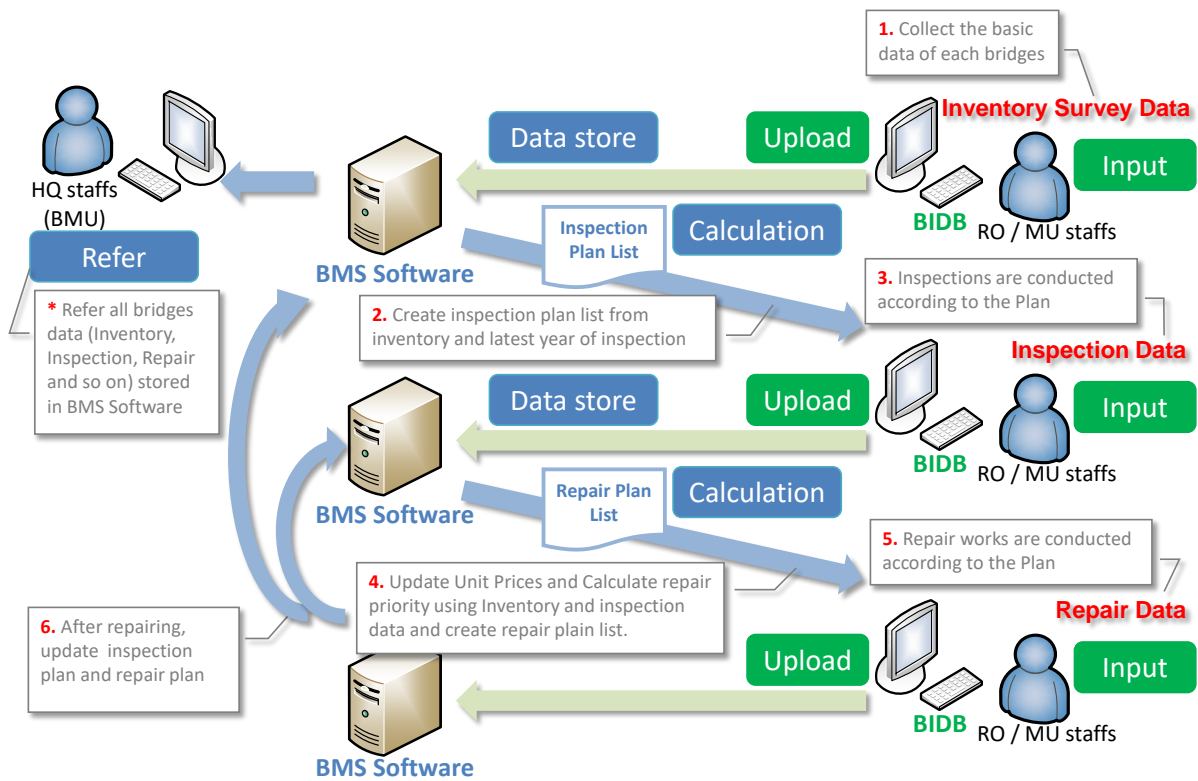 1. Collect the basic
data of each bridges
Inventory Survey Data
Data store
Upload
Input
HQ staffs
(BMU)
BIDB
RO / MU staffs
Refer
BMS Software
Inspection
Plan List
Calculation
* Refer all bridges
data (Inventory,
Inspection, Repair
and so on) stored
in BMS Software
2. Create inspection plan list from
inventory and latest year of inspection
3. Inspections are conducted
according to the Plan
Inspection Data
Data store
Upload
Input
BIDB
RO / MU staffs
BMS Software
Repair Plan
List
Calculation
5. Repair works are conducted
according to the Plan
4. Update Unit Prices and Calculate repair
priority using Inventory and inspection
data and create repair plain list.
Repair Data
6. After repairing,
update inspection
plan and repair plan
Upload
Input
BIDB
RO / MU staffs
BMS Software